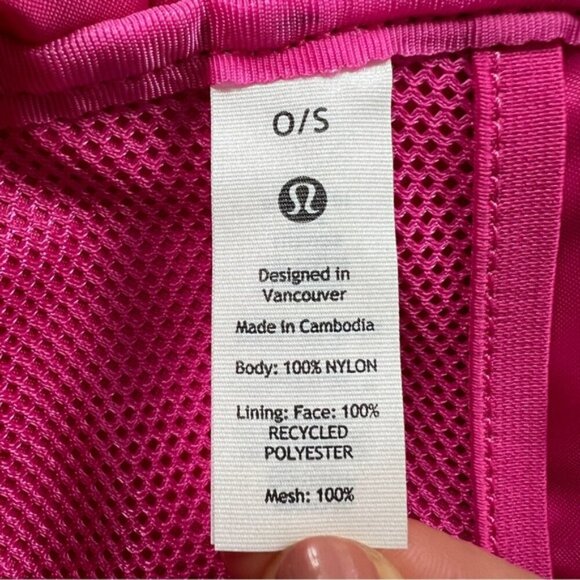 O/S
Designed in
Vancouver
Made in Cambodia
Body: 100% NYLON
Lining: Face: 100%
RECYCLED
POLYESTER
Mesh: 100%